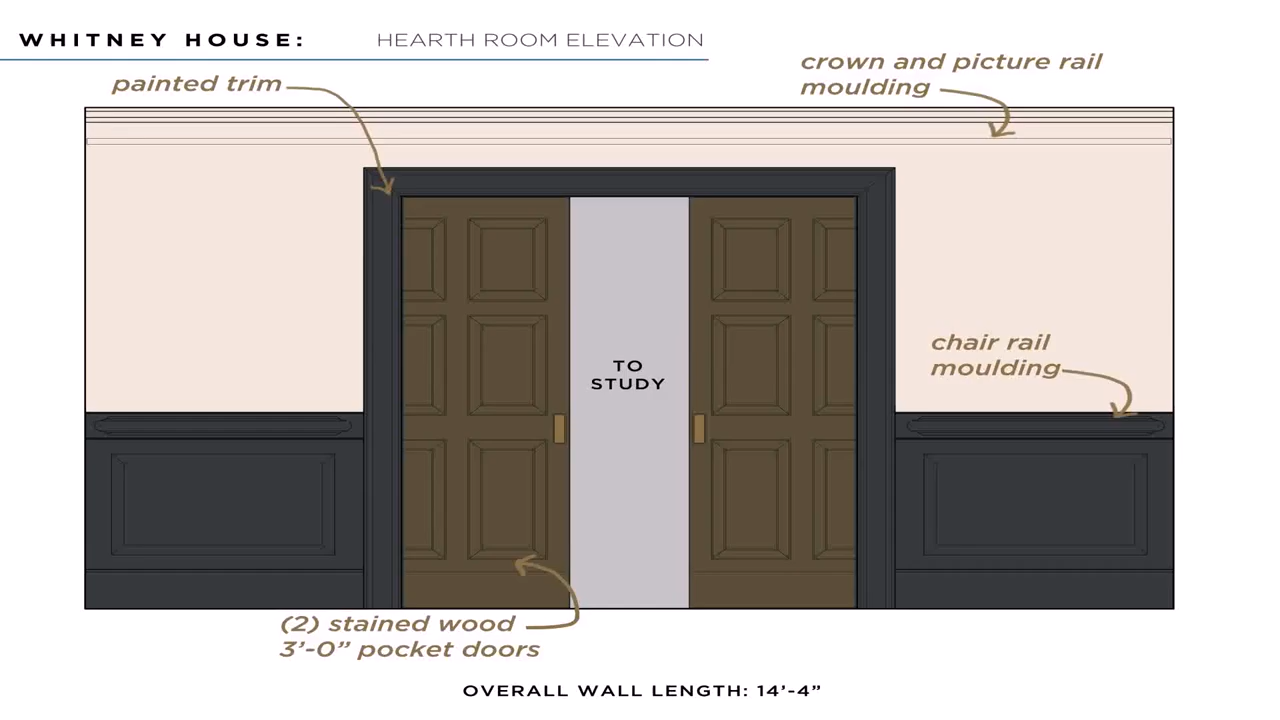 WHITNEY HOUSE: HEARTH ROOM ELEVATION
painted trim
crown and picture rail
moulding
chair rail
moulding
TO
STUDY
(2) stained wood
3’-0” pocket doors
OVERALL WALL LENGTH: 14’-4”